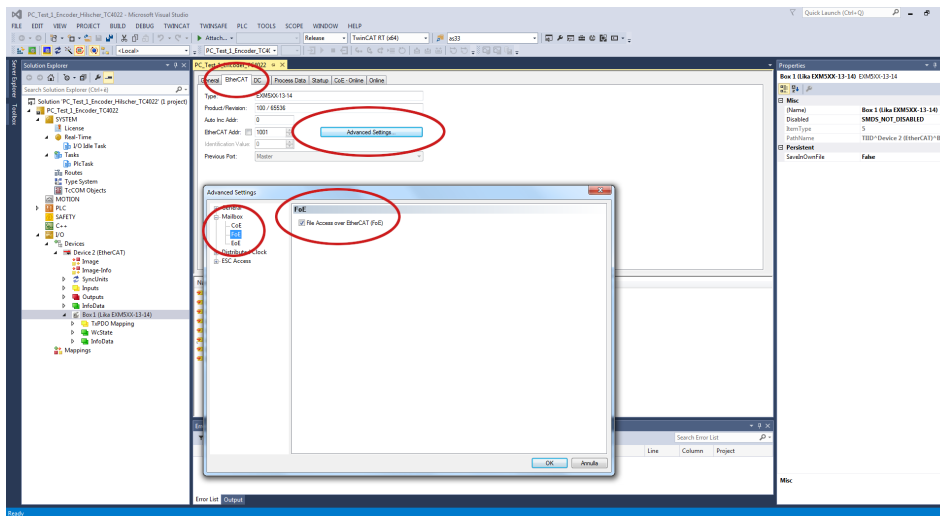 PC_Test_1_Encoder_Hilscher_TC4022 - Microsoft Visual Studio
Quick Launch (Ctrl+Q)
FILE EDIT VIEW PROJECT BUILD DEBUG TWINCAT TWINSAFE PLC TOOLS SCOPE WINDOW HELP
Attach... Release TwinCAT RT (x64) as33
<Local> PC_Test_1_Encoder_TC4(
Server Explorer
Toolbox
Solution Explorer
Search Solution Explorer (Ctrl+è)
Solution 'PC_Test_1_Encoder_Hilscher_TC4022' (1 project)
PC_Test_1_Encoder_TC4022
SYSTEM
License
Real-Time
I/O Idle Task
Tasks
PlcTask
Routes
Type System
TcCOM Objects
MOTION
PLC
SAFETY
C++
I/O
Devices
Device 2 (EtherCAT)
Image
Image-Info
SyncUnits
Inputs
Outputs
InfoData
Box 1 (Lika EXM5XX-13-14)
TxPDO Mapping
WcState
InfoData
Mappings
PC_Test_1_Encoder_TC4022
General EtherCAT DC Process Data Startup CoE - Online Online
Type: EXM5XX-13-14
Product/Revision: 100 / 65536
Auto Inc Addr: 0
EtherCAT Addr: 1001 Advanced Settings...
Identification Value: 0
Previous Port: Master
Advanced Settings
General
Mailbox
CoE
FoE
EoE
Distributed Clock
ESC Access
FoE
File Access over EtherCAT (FoE)
OK Annulla
Search Error List
Line Column Project
Error List Output
Properties
Box 1 (Lika EXM5XX-13-14) EXM5XX-13-14
Misc
(Name) Box 1 (Lika EXM5XX-13-14)
Disabled SMDS_NOT_DISABLED
ItemType 5
PathName TIID^Device 2 (EtherCAT)^B
Persistent
SaveInOwnFile False
Misc
Ready